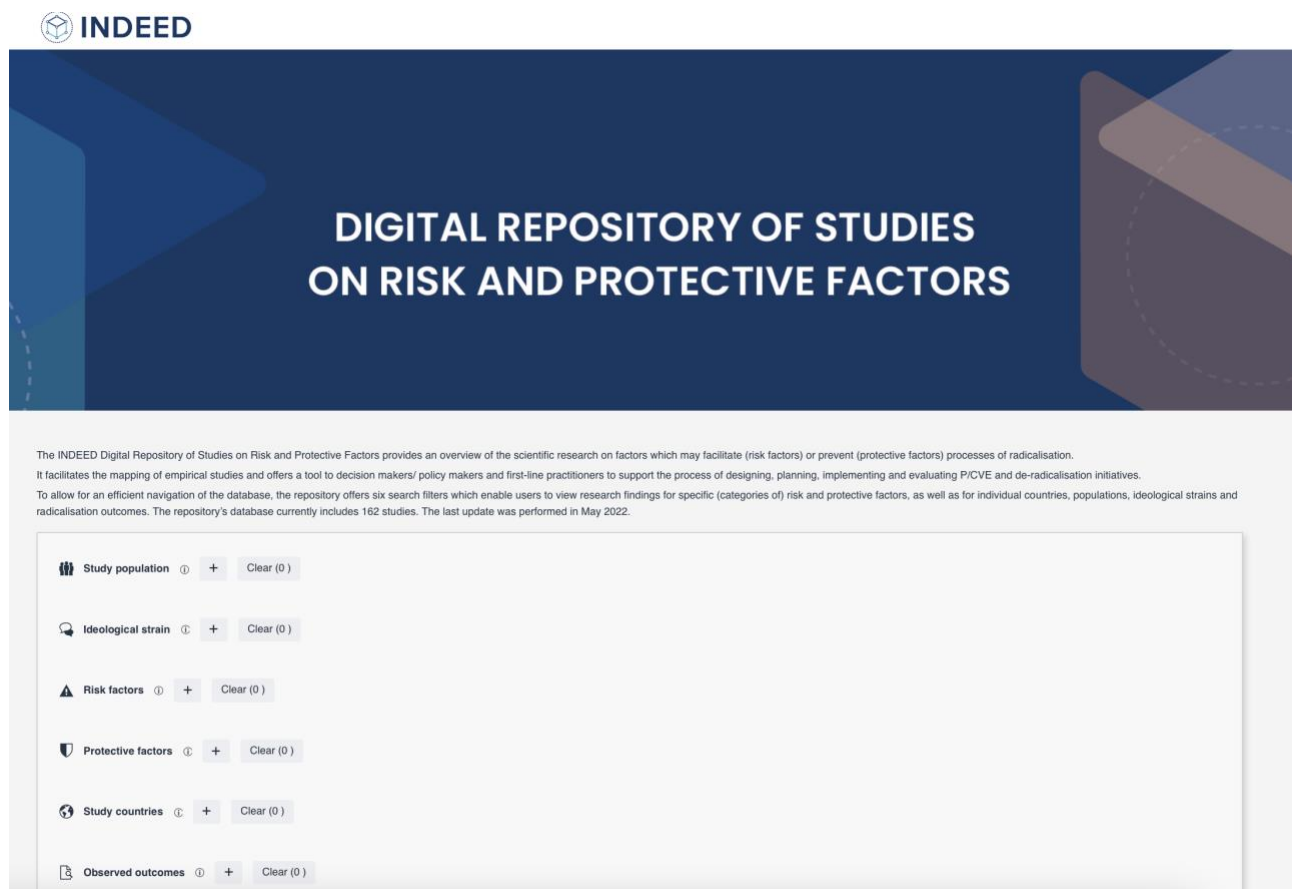 INDEED
DIGITAL REPOSITORY OF STUDIES
ON RISK AND PROTECTIVE FACTORS
The INDEED Digital Repository of Studies on Risk and Protective Factors provides an overview of the scientific research on factors which may facilitate (risk factors) or prevent (protective factors) processes of radicalisation.
It facilitates the mapping of empirical studies and offers a tool to decision makers/ policy makers and first-line practitioners to support the process of designing, planning, implementing and evaluating P/CVE and de-radicalisation initiatives.
To allow for an efficient navigation of the database, the repository offers six search filters which enable users to view research findings for specific (categories of) risk and protective factors, as well as for individual countries, populations, ideological strains and
radicalisation outcomes. The repository's database currently includes 162 studies. The last update was performed in May 2022.
Study population ⓘ + Clear (0 )
Ideological strain ⓘ + Clear (0 )
Risk factors ⓘ + Clear (0 )
Protective factors ⓘ + Clear (0 )
Study countries ⓘ + Clear (0 )
Observed outcomes ⓘ + Clear (0 )